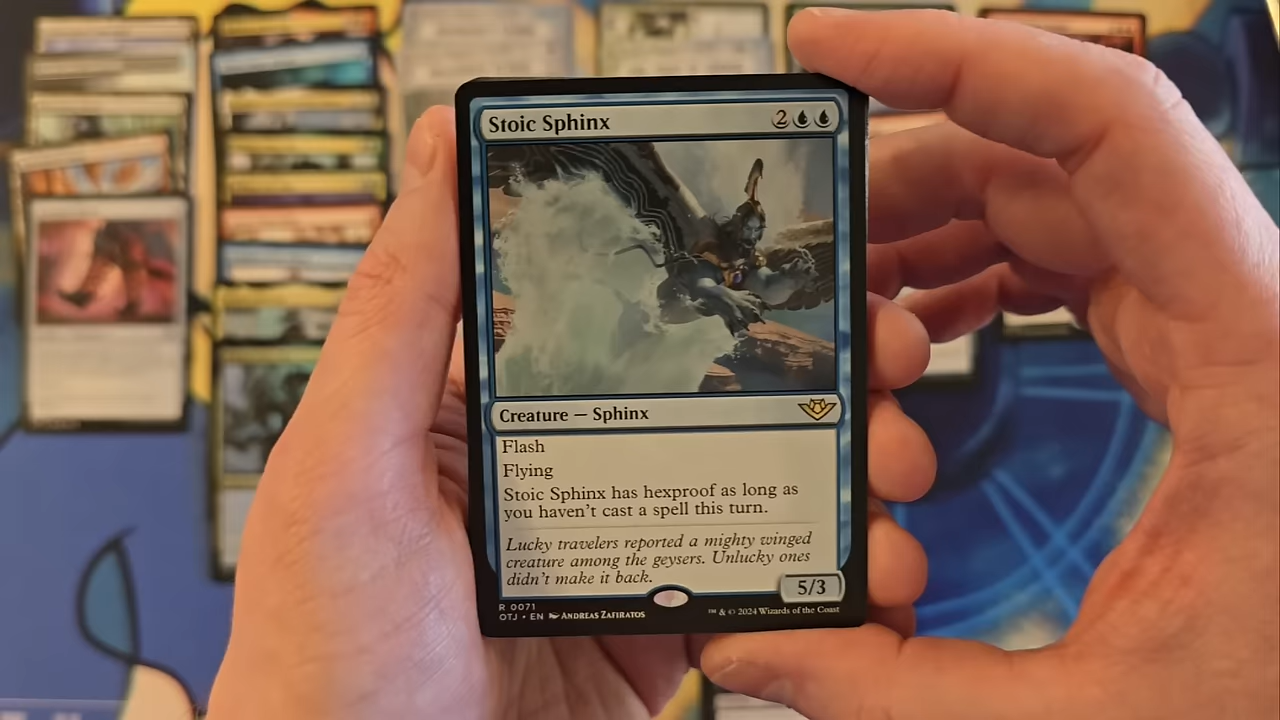 Stoic Sphinx 2
Creature — Sphinx
Flash
Flying
Stoic Sphinx has hexproof as long as
you haven't cast a spell this turn.
Lucky travelers reported a mighty winged
creature among the geysers. Unlucky ones
didn't make it back.
5/3
R 0071
OTJ • EN Andreas Zafiratos
™ & © 2024 Wizards of the Coast